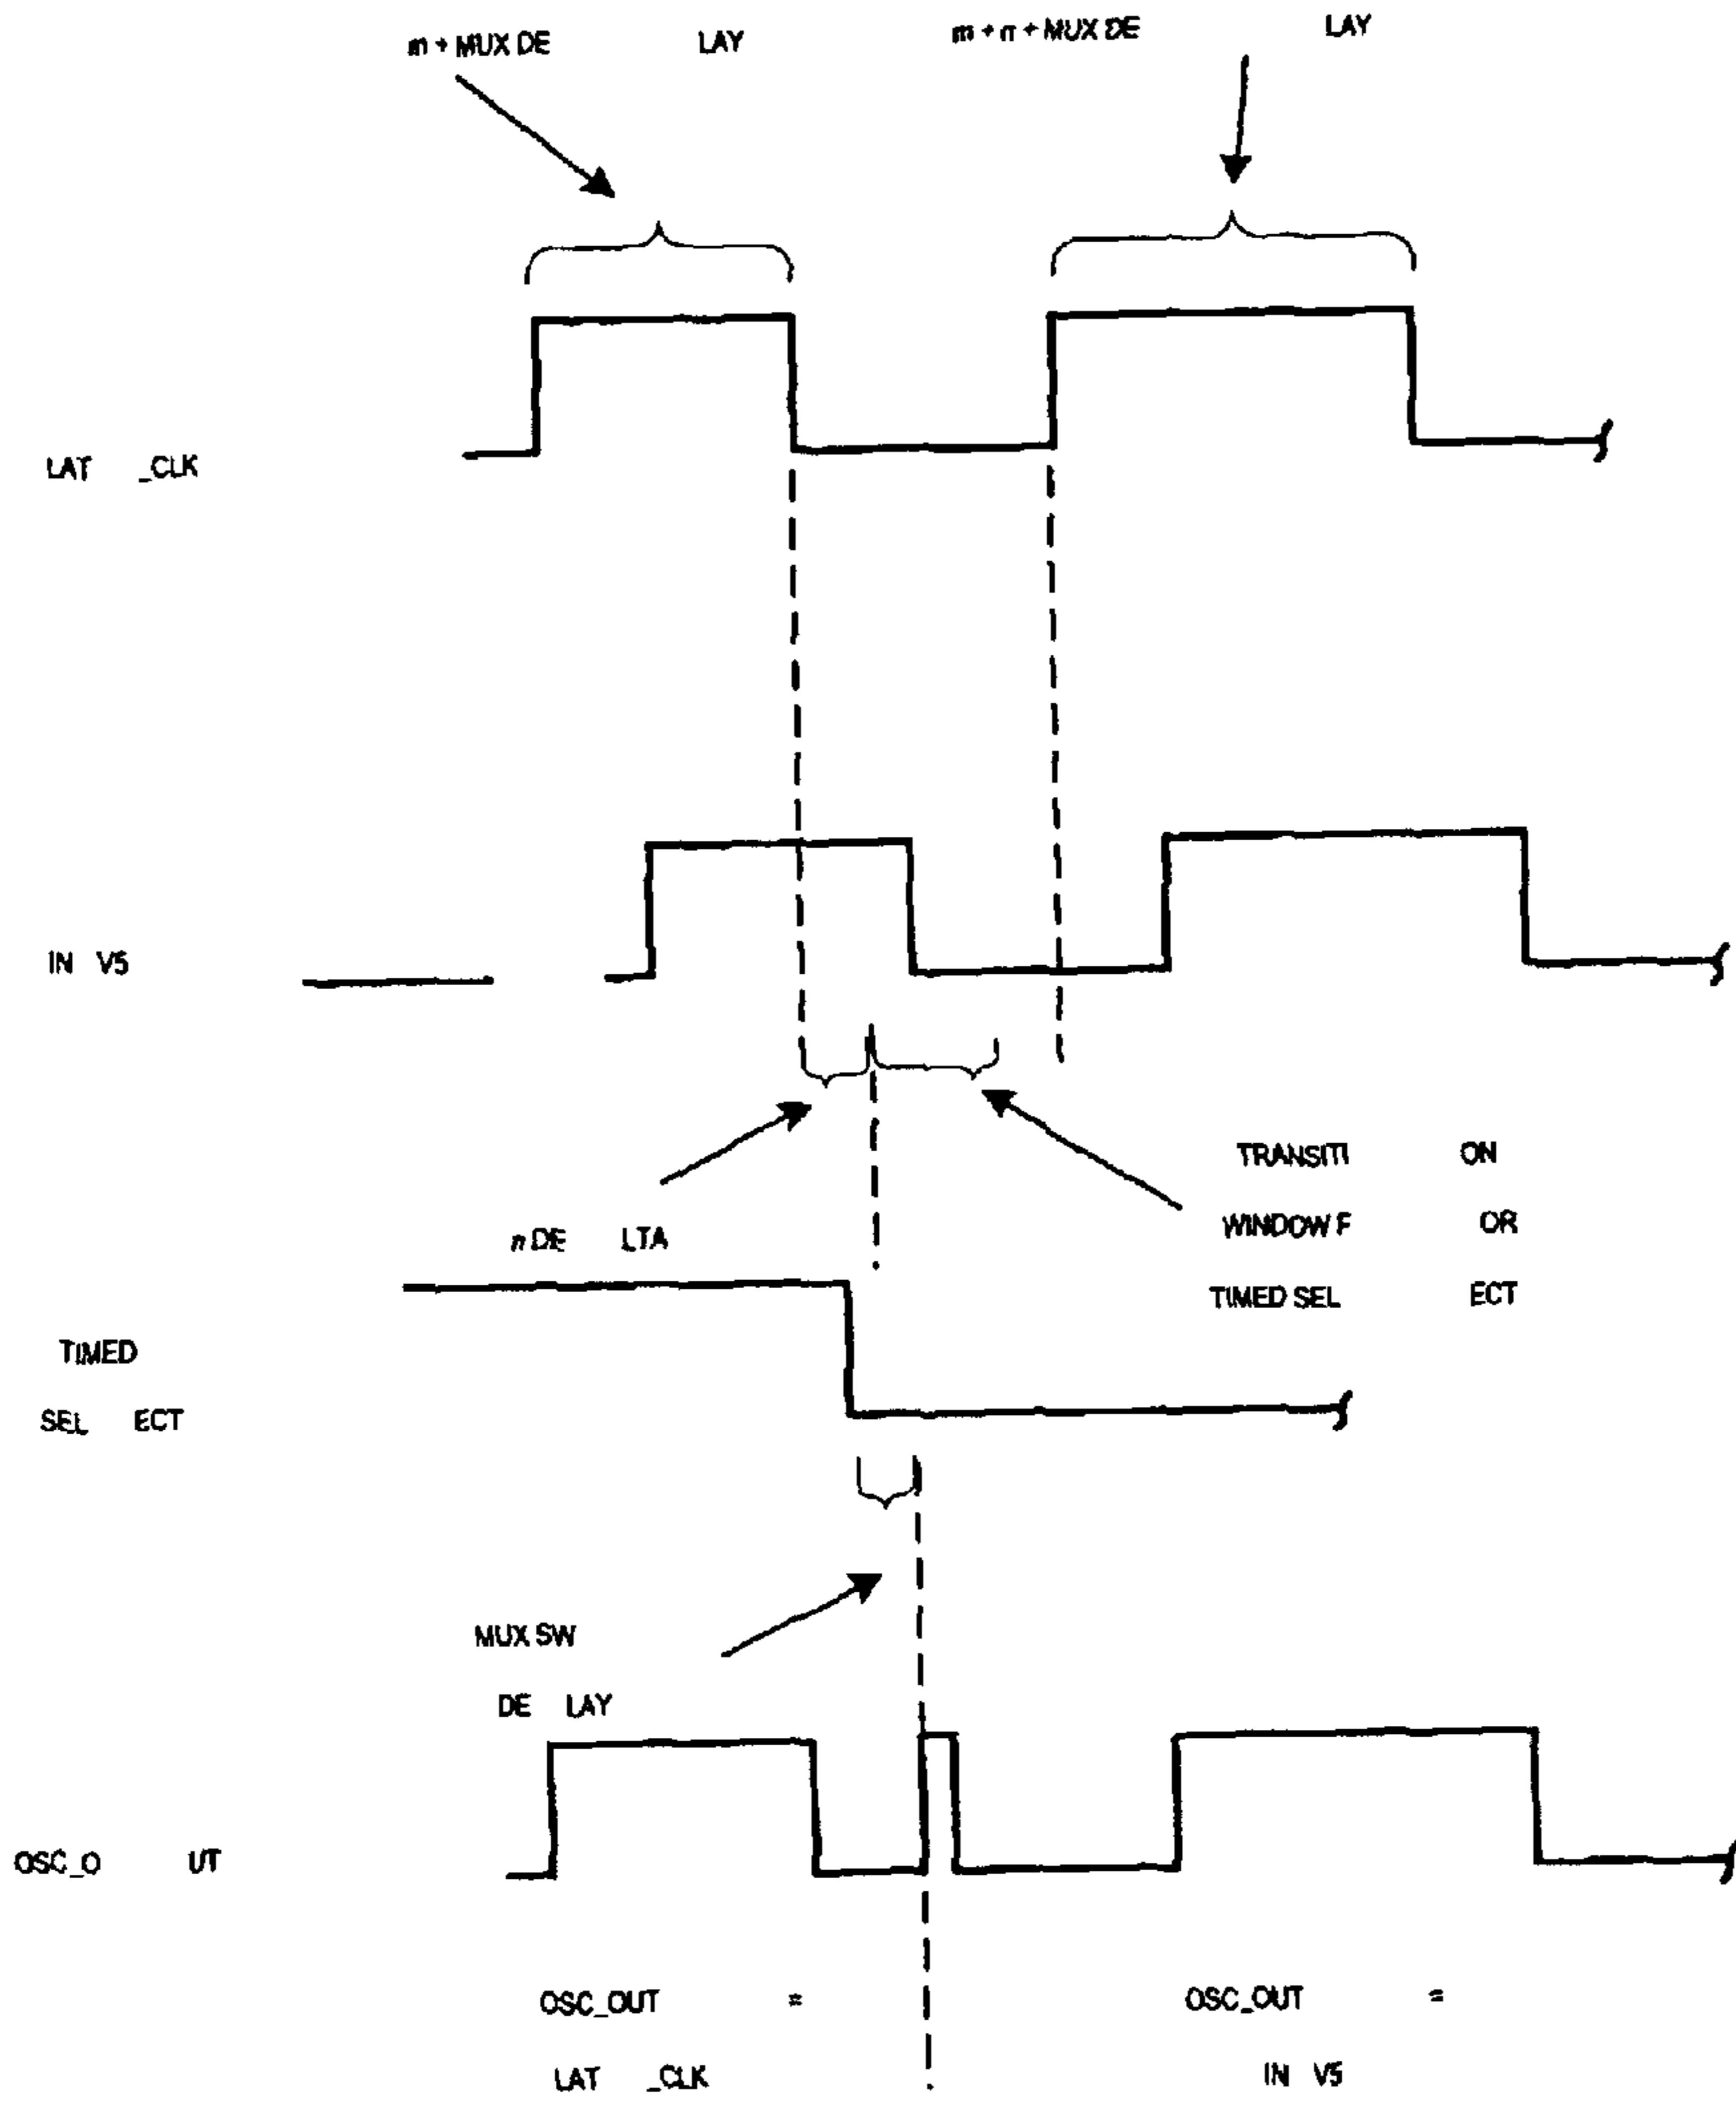 m + MUX DE LAY
m + n + MUX DE LAY
LAT _CLK
IN V5
n DE LTA
TRANSITI ON
WINDOW F OR
TIMED SEL ECT
TIMED
SEL ECT
MUX SW
DE LAY
OSC_O UT
OSC_OUT =
LAT _CLK
OSC_OUT =
IN V5